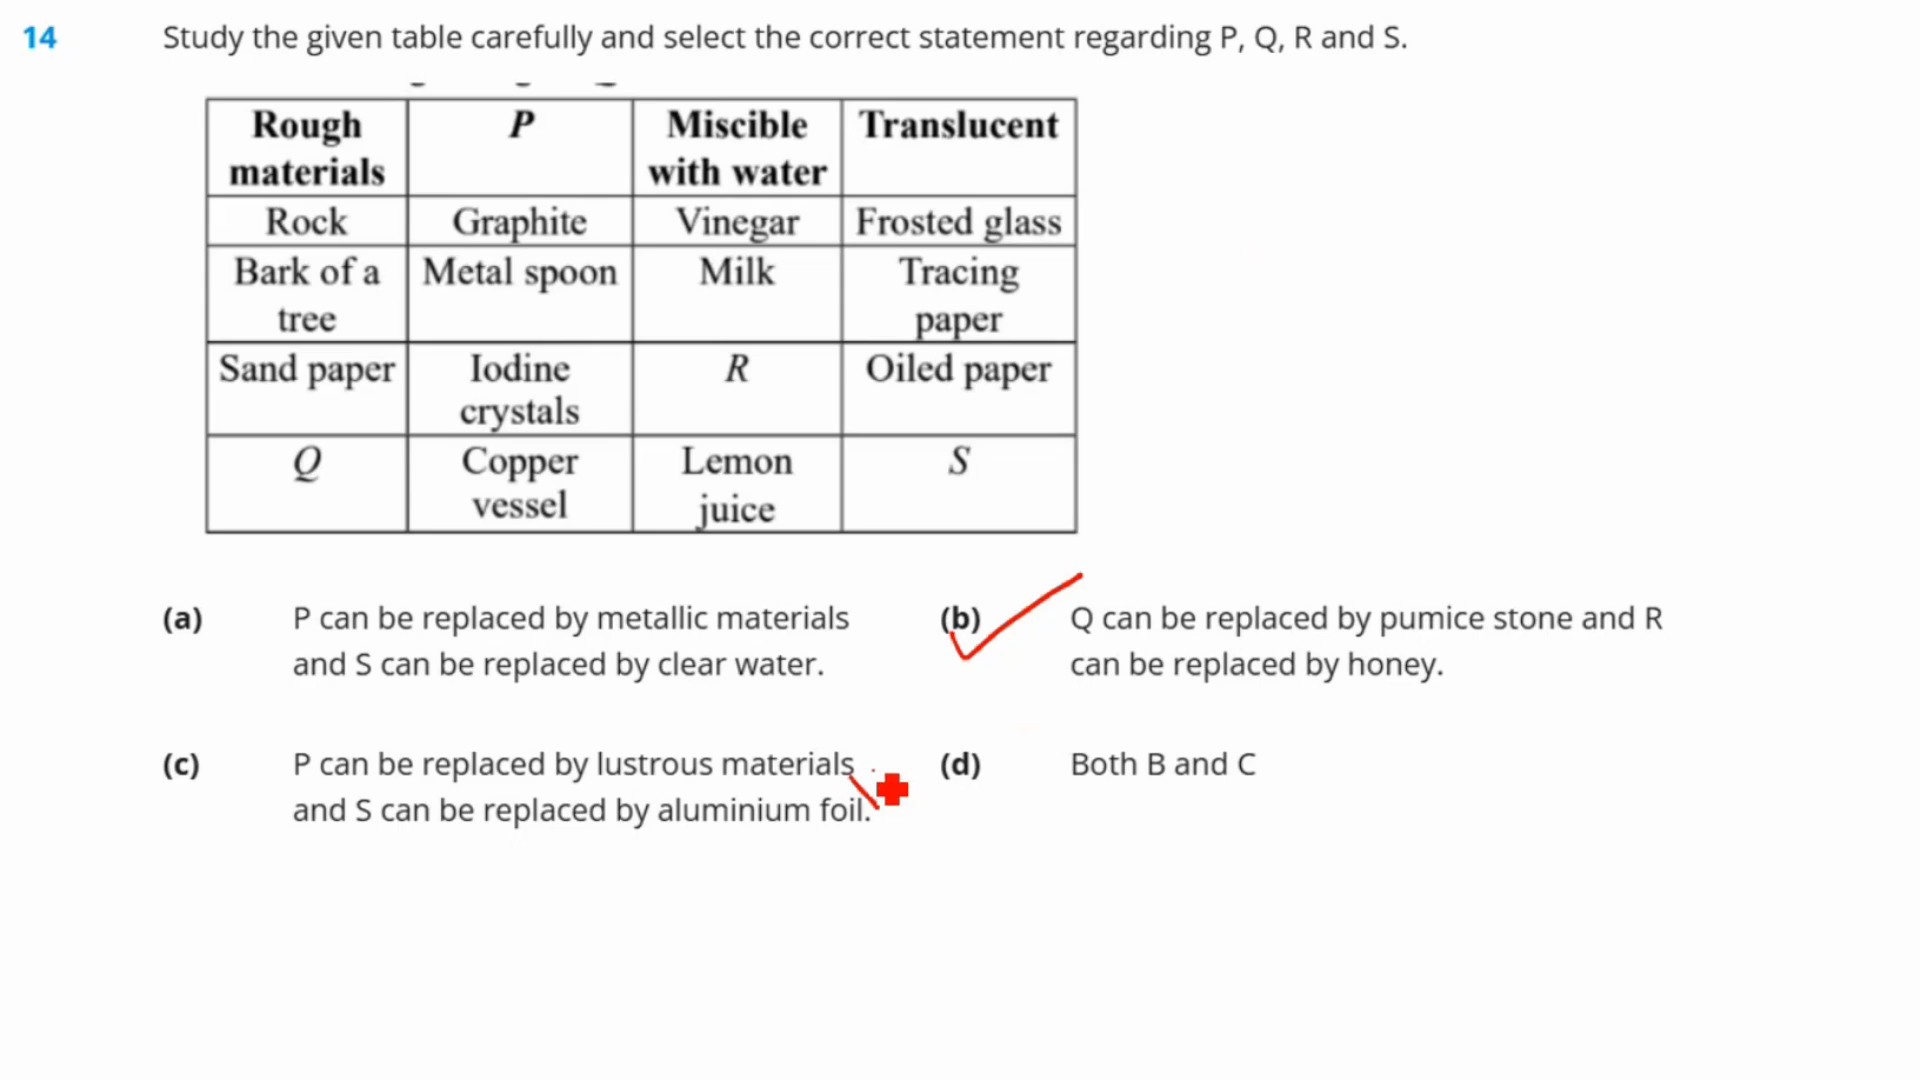 14 Study the given table carefully and select the correct statement regarding P, Q, R and S.
Rough materials P Miscible with water Translucent
Rock Graphite Vinegar Frosted glass
Bark of a tree Metal spoon Milk Tracing paper
Sand paper Iodine crystals R Oiled paper
Q Copper vessel Lemon juice S
(a) P can be replaced by metallic materials
and S can be replaced by clear water.
(b) Q can be replaced by pumice stone and R
can be replaced by honey.
(c) P can be replaced by lustrous materials
and S can be replaced by aluminium foil.
(d) Both B and C